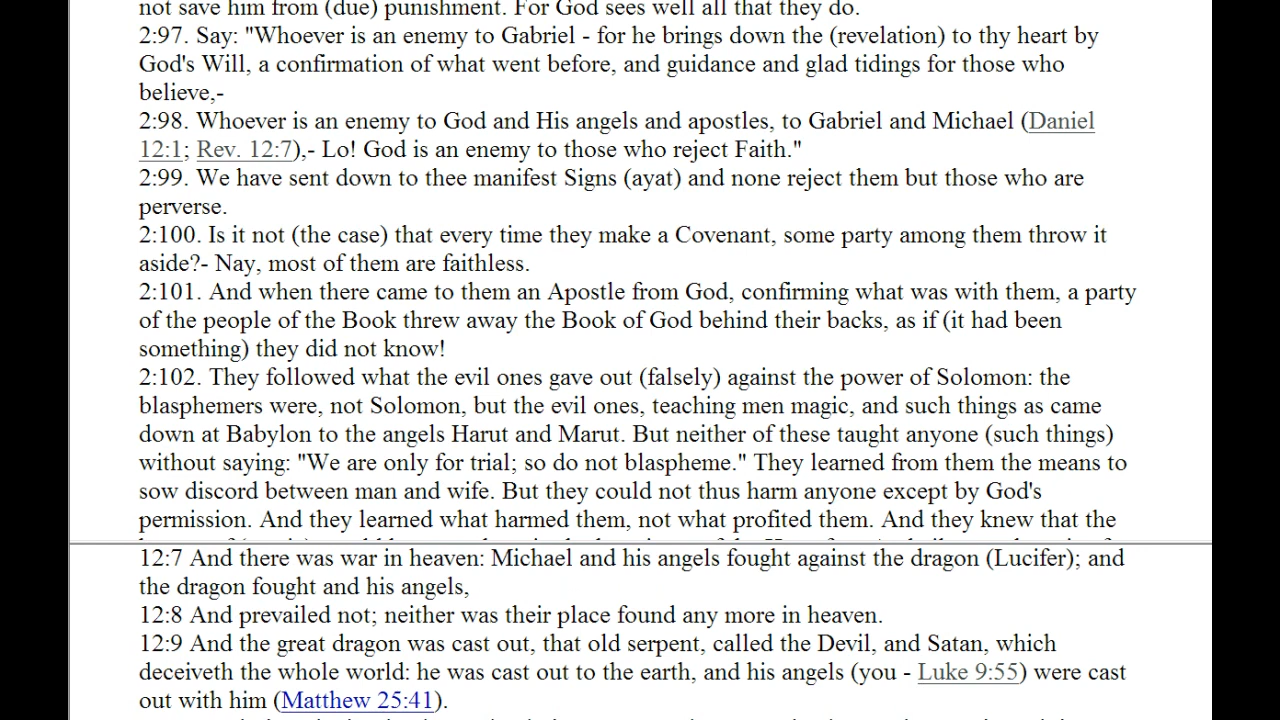 not save him from (due) punishment. For God sees well all that they do.
2:97. Say: "Whoever is an enemy to Gabriel - for he brings down the (revelation) to thy heart by
God's Will, a confirmation of what went before, and guidance and glad tidings for those who
believe,-
2:98. Whoever is an enemy to God and His angels and apostles, to Gabriel and Michael (Daniel
12:1; Rev. 12:7),- Lo! God is an enemy to those who reject Faith."
2:99. We have sent down to thee manifest Signs (ayat) and none reject them but those who are
perverse.
2:100. Is it not (the case) that every time they make a Covenant, some party among them throw it
aside?- Nay, most of them are faithless.
2:101. And when there came to them an Apostle from God, confirming what was with them, a party
of the people of the Book threw away the Book of God behind their backs, as if (it had been
something) they did not know!
2:102. They followed what the evil ones gave out (falsely) against the power of Solomon: the
blasphemers were, not Solomon, but the evil ones, teaching men magic, and such things as came
down at Babylon to the angels Harut and Marut. But neither of these taught anyone (such things)
without saying: "We are only for trial; so do not blaspheme." They learned from them the means to
sow discord between man and wife. But they could not thus harm anyone except by God's
permission. And they learned what harmed them, not what profited them. And they knew that the
12:7 And there was war in heaven: Michael and his angels fought against the dragon (Lucifer); and
the dragon fought and his angels,
12:8 And prevailed not; neither was their place found any more in heaven.
12:9 And the great dragon was cast out, that old serpent, called the Devil, and Satan, which
deceiveth the whole world: he was cast out to the earth, and his angels (you - Luke 9:55) were cast
out with him (Matthew 25:41).